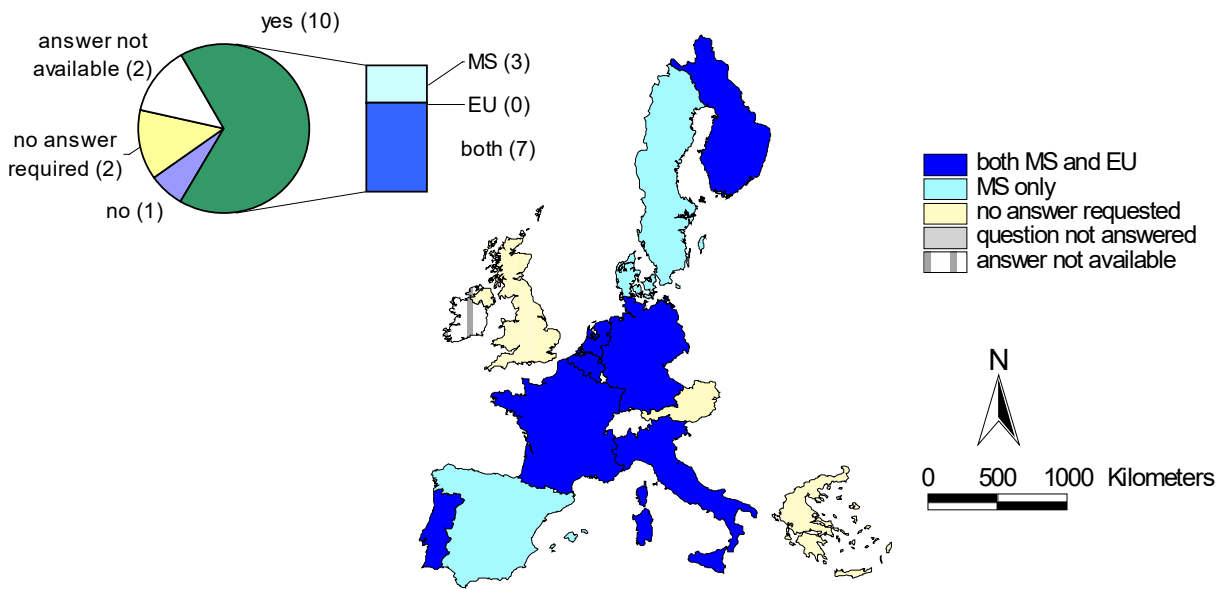 yes (10)
answer not
available (2)
no answer
required (2)
no (1)
MS (3)
EU (0)
both (7)
both MS and EU
MS only
no answer requested
question not answered
answer not available
N
0 500 1000 Kilometers